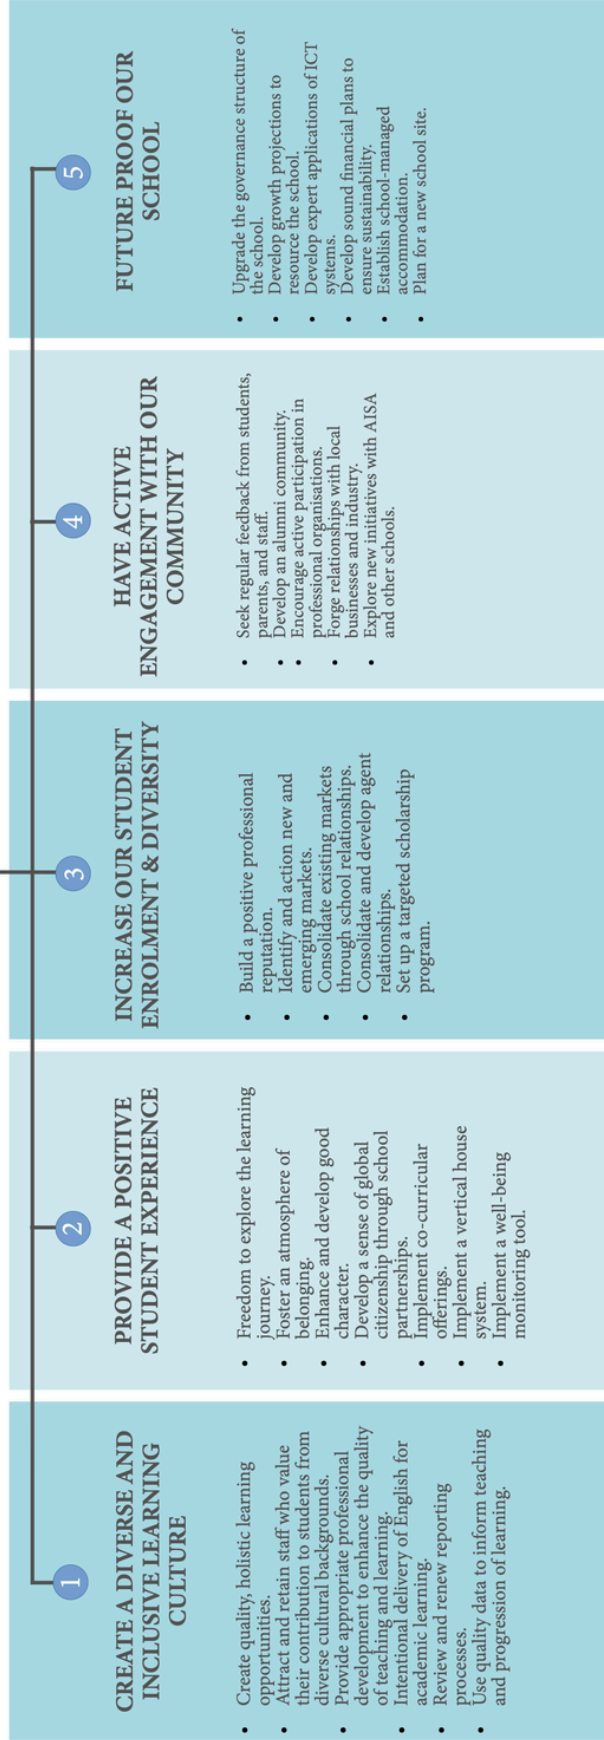 1
CREATE A DIVERSE AND
INCLUSIVE LEARNING
CULTURE
• Create quality, holistic learning
opportunities.
• Attract and retain staff who value
their contribution to students from
diverse cultural backgrounds.
• Provide appropriate professional
development to enhance the quality
of teaching and learning.
• Intentional delivery of English for
academic learning.
• Review and renew reporting
processes.
• Use quality data to inform teaching
and progression of learning.
2
PROVIDE A POSITIVE
STUDENT EXPERIENCE
• Freedom to explore the learning
journey.
• Foster an atmosphere of
belonging.
• Enhance and develop good
character.
• Develop a sense of global
citizenship through school
partnerships.
• Implement co-curricular
offerings.
• Implement a vertical house
system.
• Implement a well-being
monitoring tool.
3
INCREASE OUR STUDENT
ENROLMENT & DIVERSITY
• Build a positive professional
reputation.
• Identify and action new and
emerging markets.
• Consolidate existing markets
through school relationships.
• Consolidate and develop agent
relationships.
• Set up a targeted scholarship
program.
4
HAVE ACTIVE
ENGAGEMENT WITH OUR
COMMUNITY
• Seek regular feedback from students,
parents, and staff.
• Develop an alumni community.
• Encourage active participation in
professional organisations.
• Forge relationships with local
businesses and industry.
• Explore new initiatives with AISA
and other schools.
5
FUTURE PROOF OUR
SCHOOL
• Upgrade the governance structure of
the school.
• Develop growth projections to
resource the school.
• Develop expert applications of ICT
systems.
• Develop sound financial plans to
ensure sustainability.
• Establish school-managed
accommodation.
• Plan for a new school site.